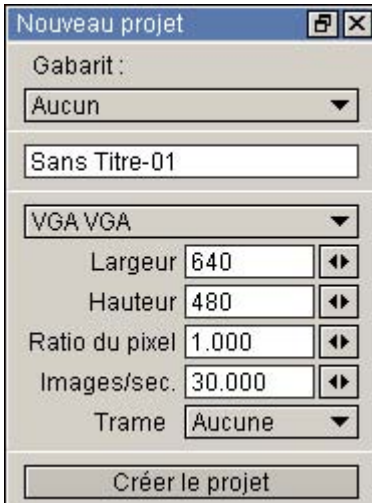 Nouveau projet
Gabarit :
Aucun
Sans Titre-01
VGA VGA
Largeur 640
Hauteur 480
Ratio du pixel 1.000
Images/sec. 30.000
Trame Aucune
Créer le projet